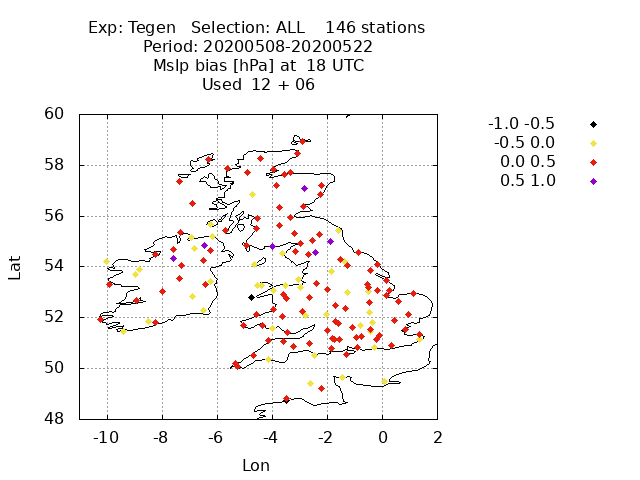 Exp: Tegen   Selection: ALL    146 stations
Period: 20200508-20200522
Mslp bias [hPa] at  18 UTC
Used  12 + 06
60
58
56
54
52
50
48
Lat
-10 -8 -6 -4 -2 0 2
Lon
-1.0 -0.5
-0.5 0.0
0.0 0.5
0.5 1.0